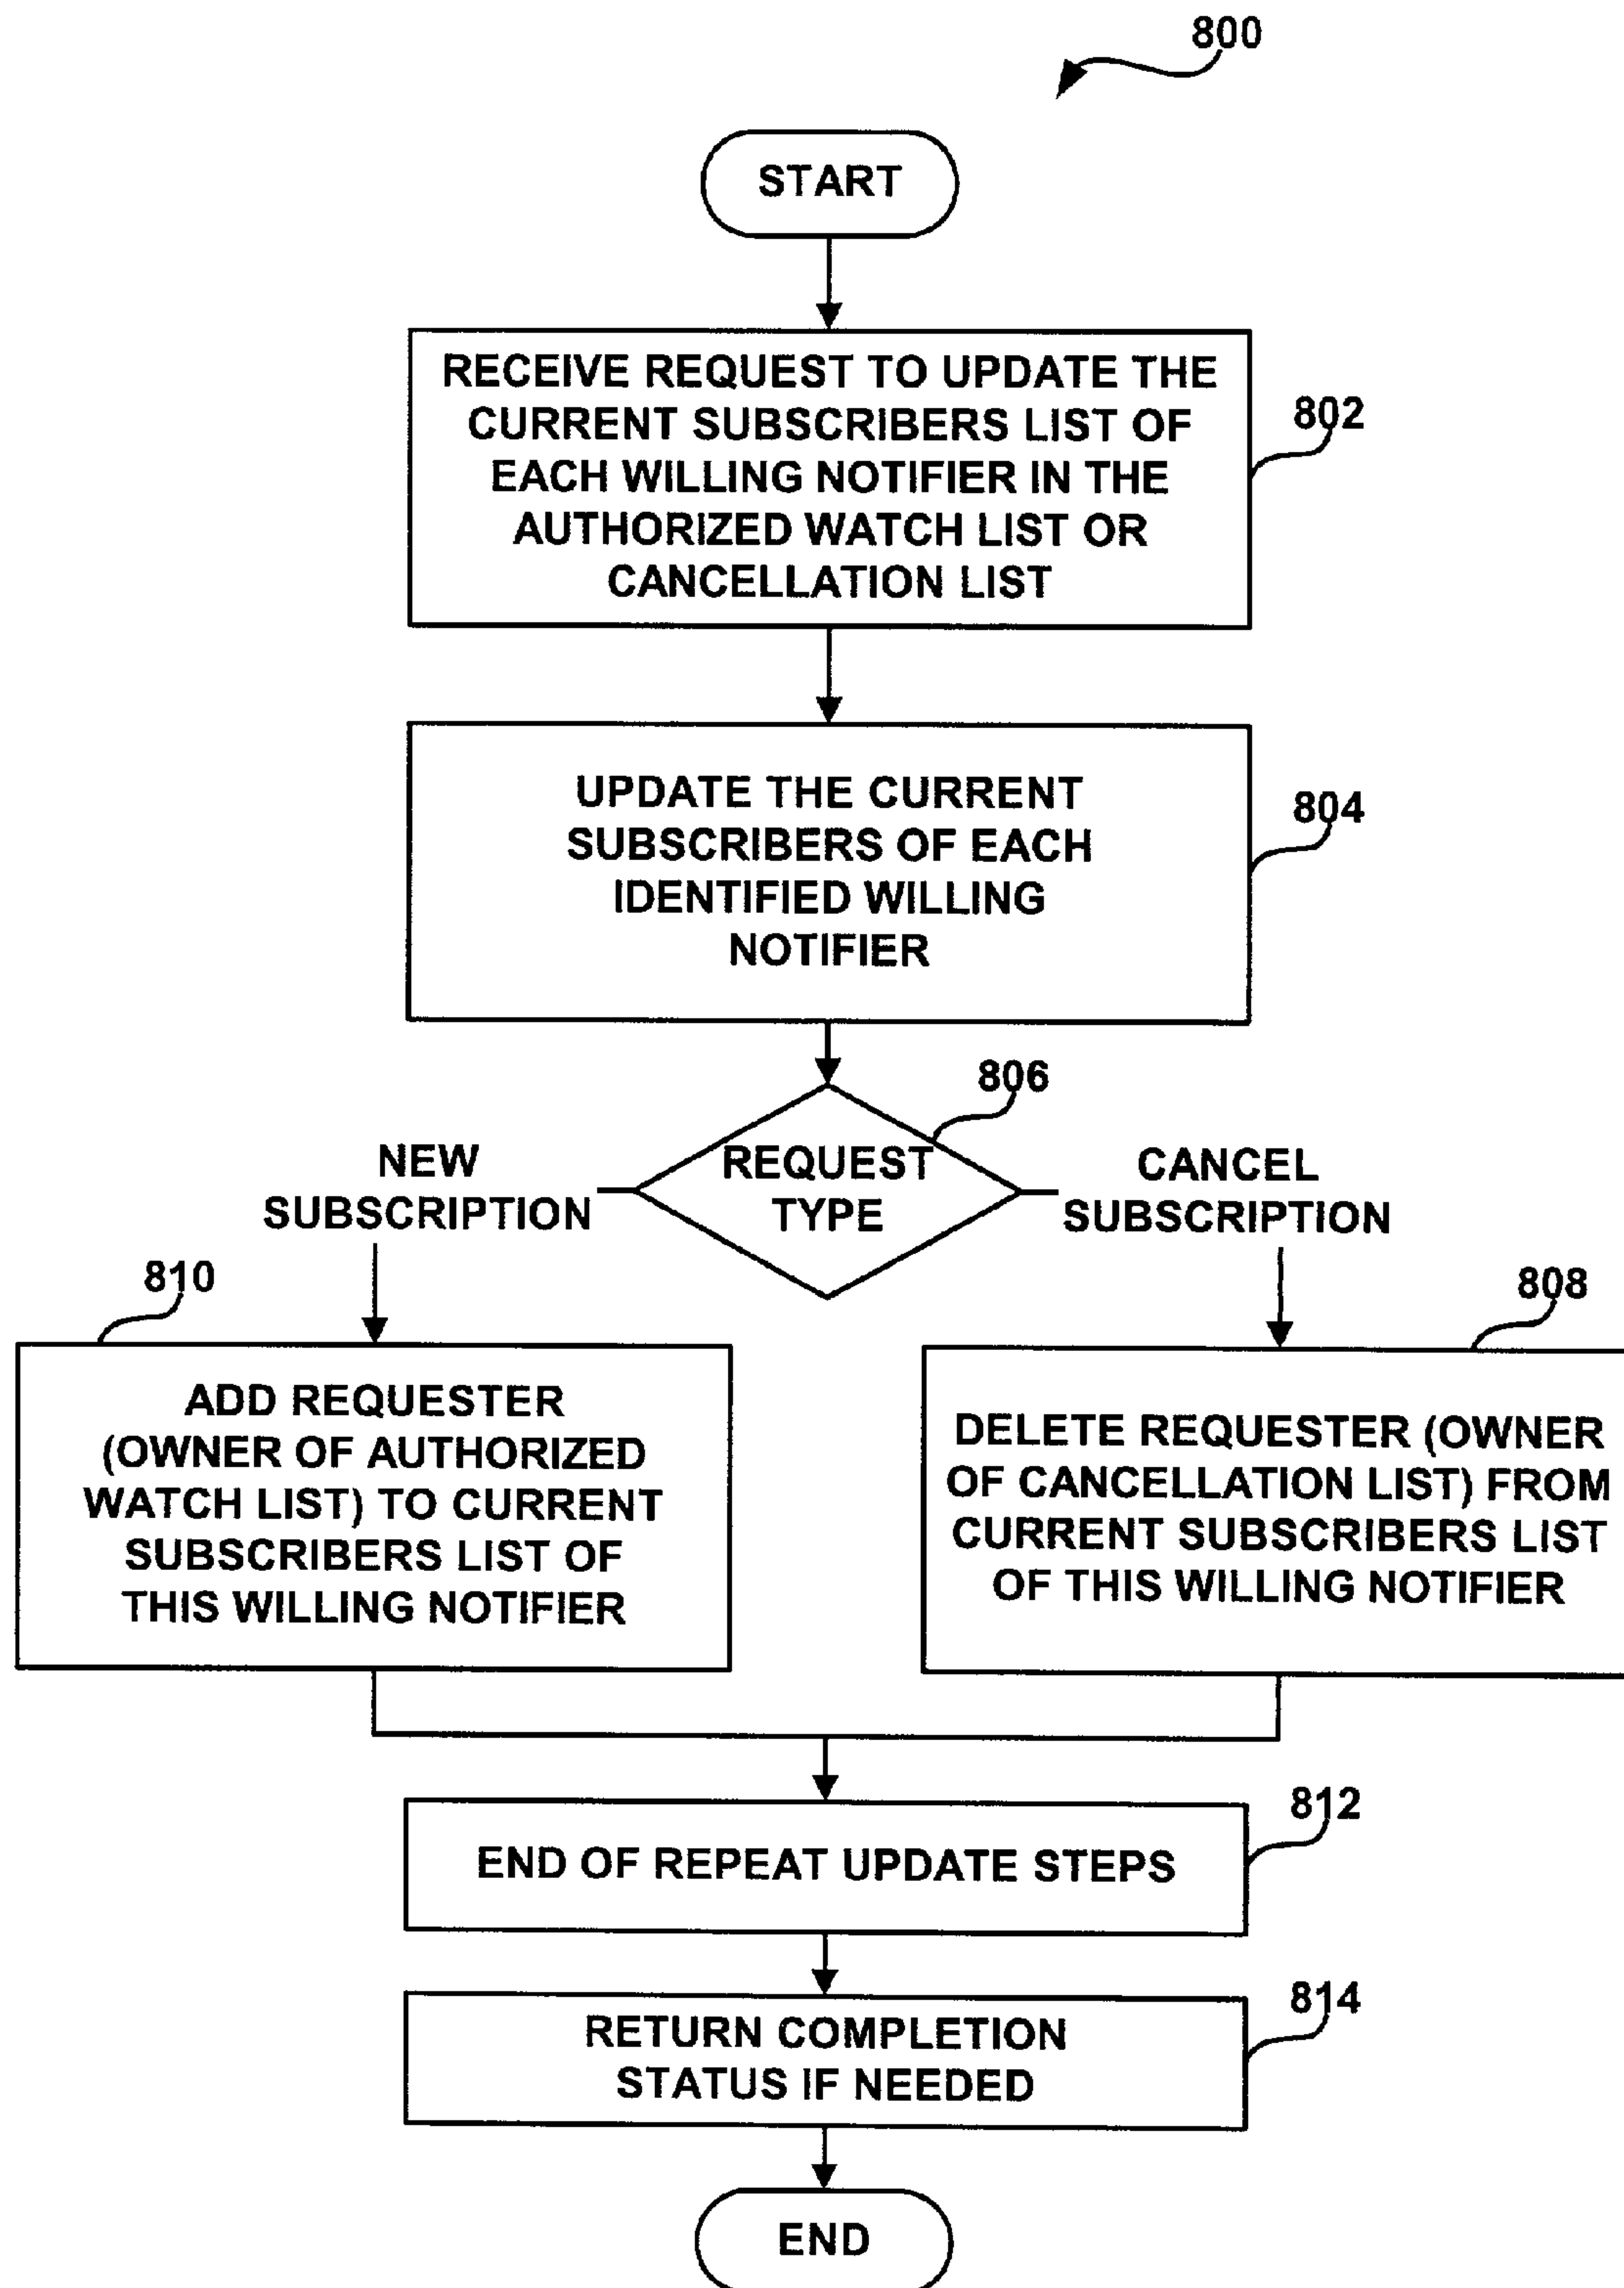 800
START
RECEIVE REQUEST TO UPDATE THE
CURRENT SUBSCRIBERS LIST OF
EACH WILLING NOTIFIER IN THE
AUTHORIZED WATCH LIST OR
CANCELLATION LIST
802
UPDATE THE CURRENT
SUBSCRIBERS OF EACH
IDENTIFIED WILLING
NOTIFIER
804
806
REQUEST
TYPE
NEW
SUBSCRIPTION
CANCEL
SUBSCRIPTION
810
ADD REQUESTER
(OWNER OF AUTHORIZED
WATCH LIST) TO CURRENT
SUBSCRIBERS LIST OF
THIS WILLING NOTIFIER
808
DELETE REQUESTER (OWNER
OF CANCELLATION LIST) FROM
CURRENT SUBSCRIBERS LIST
OF THIS WILLING NOTIFIER
812
END OF REPEAT UPDATE STEPS
814
RETURN COMPLETION
STATUS IF NEEDED
END